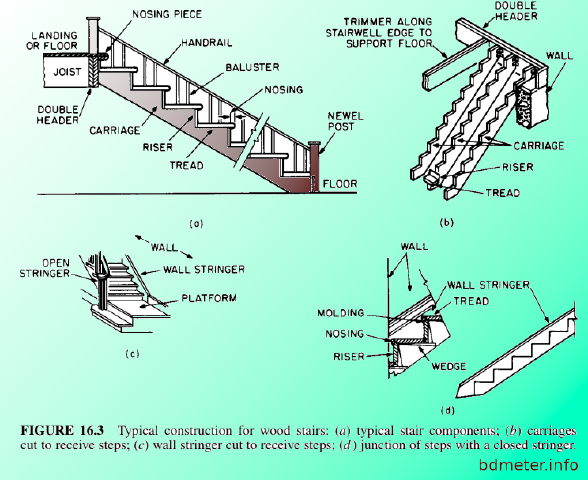 NOSING PIECE
LANDING
OR FLOOR
HANDRAIL
JOIST
BALUSTER
NOSING
DOUBLE
HEADER
CARRIAGE
RISER
TREAD
NEWEL
POST
FLOOR
(a)
DOUBLE
HEADER
TRIMMER ALONG
STAIRWELL EDGE TO
SUPPORT FLOOR
WALL
CARRIAGE
RISER
TREAD
(b)
WALL
OPEN
STRINGER
WALL STRINGER
PLATFORM
(c)
WALL
WALL STRINGER
TREAD
MOLDING
NOSING
RISER
WEDGE
(d)
FIGURE 16.3 Typical construction for wood stairs: (a) typical stair components; (b) carriages
cut to receive steps; (c) wall stringer cut to receive steps; (d) junction of steps with a closed stringer.
bdmeter.info